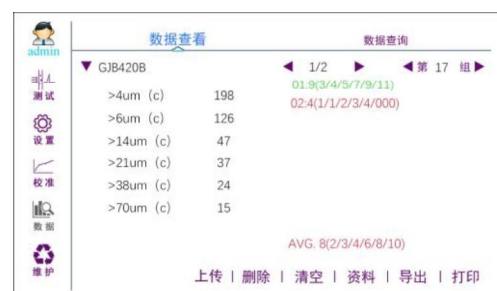 admin
测试
设置
校准
数据
维护
数据查看
数据查询
▼ GJB420B
◀ 1/2 ▶
◀第 17 组▶
>4um (c) 198
>6um (c) 126
>14um (c) 47
>21um (c) 37
>38um (c) 24
>70um (c) 15
01:9(3/4/5/7/9/11)
02:4(1/1/2/3/4/000)
AVG. 8(2/3/4/6/8/10)
上传 | 删除 | 清空 | 资料 | 导出 | 打印